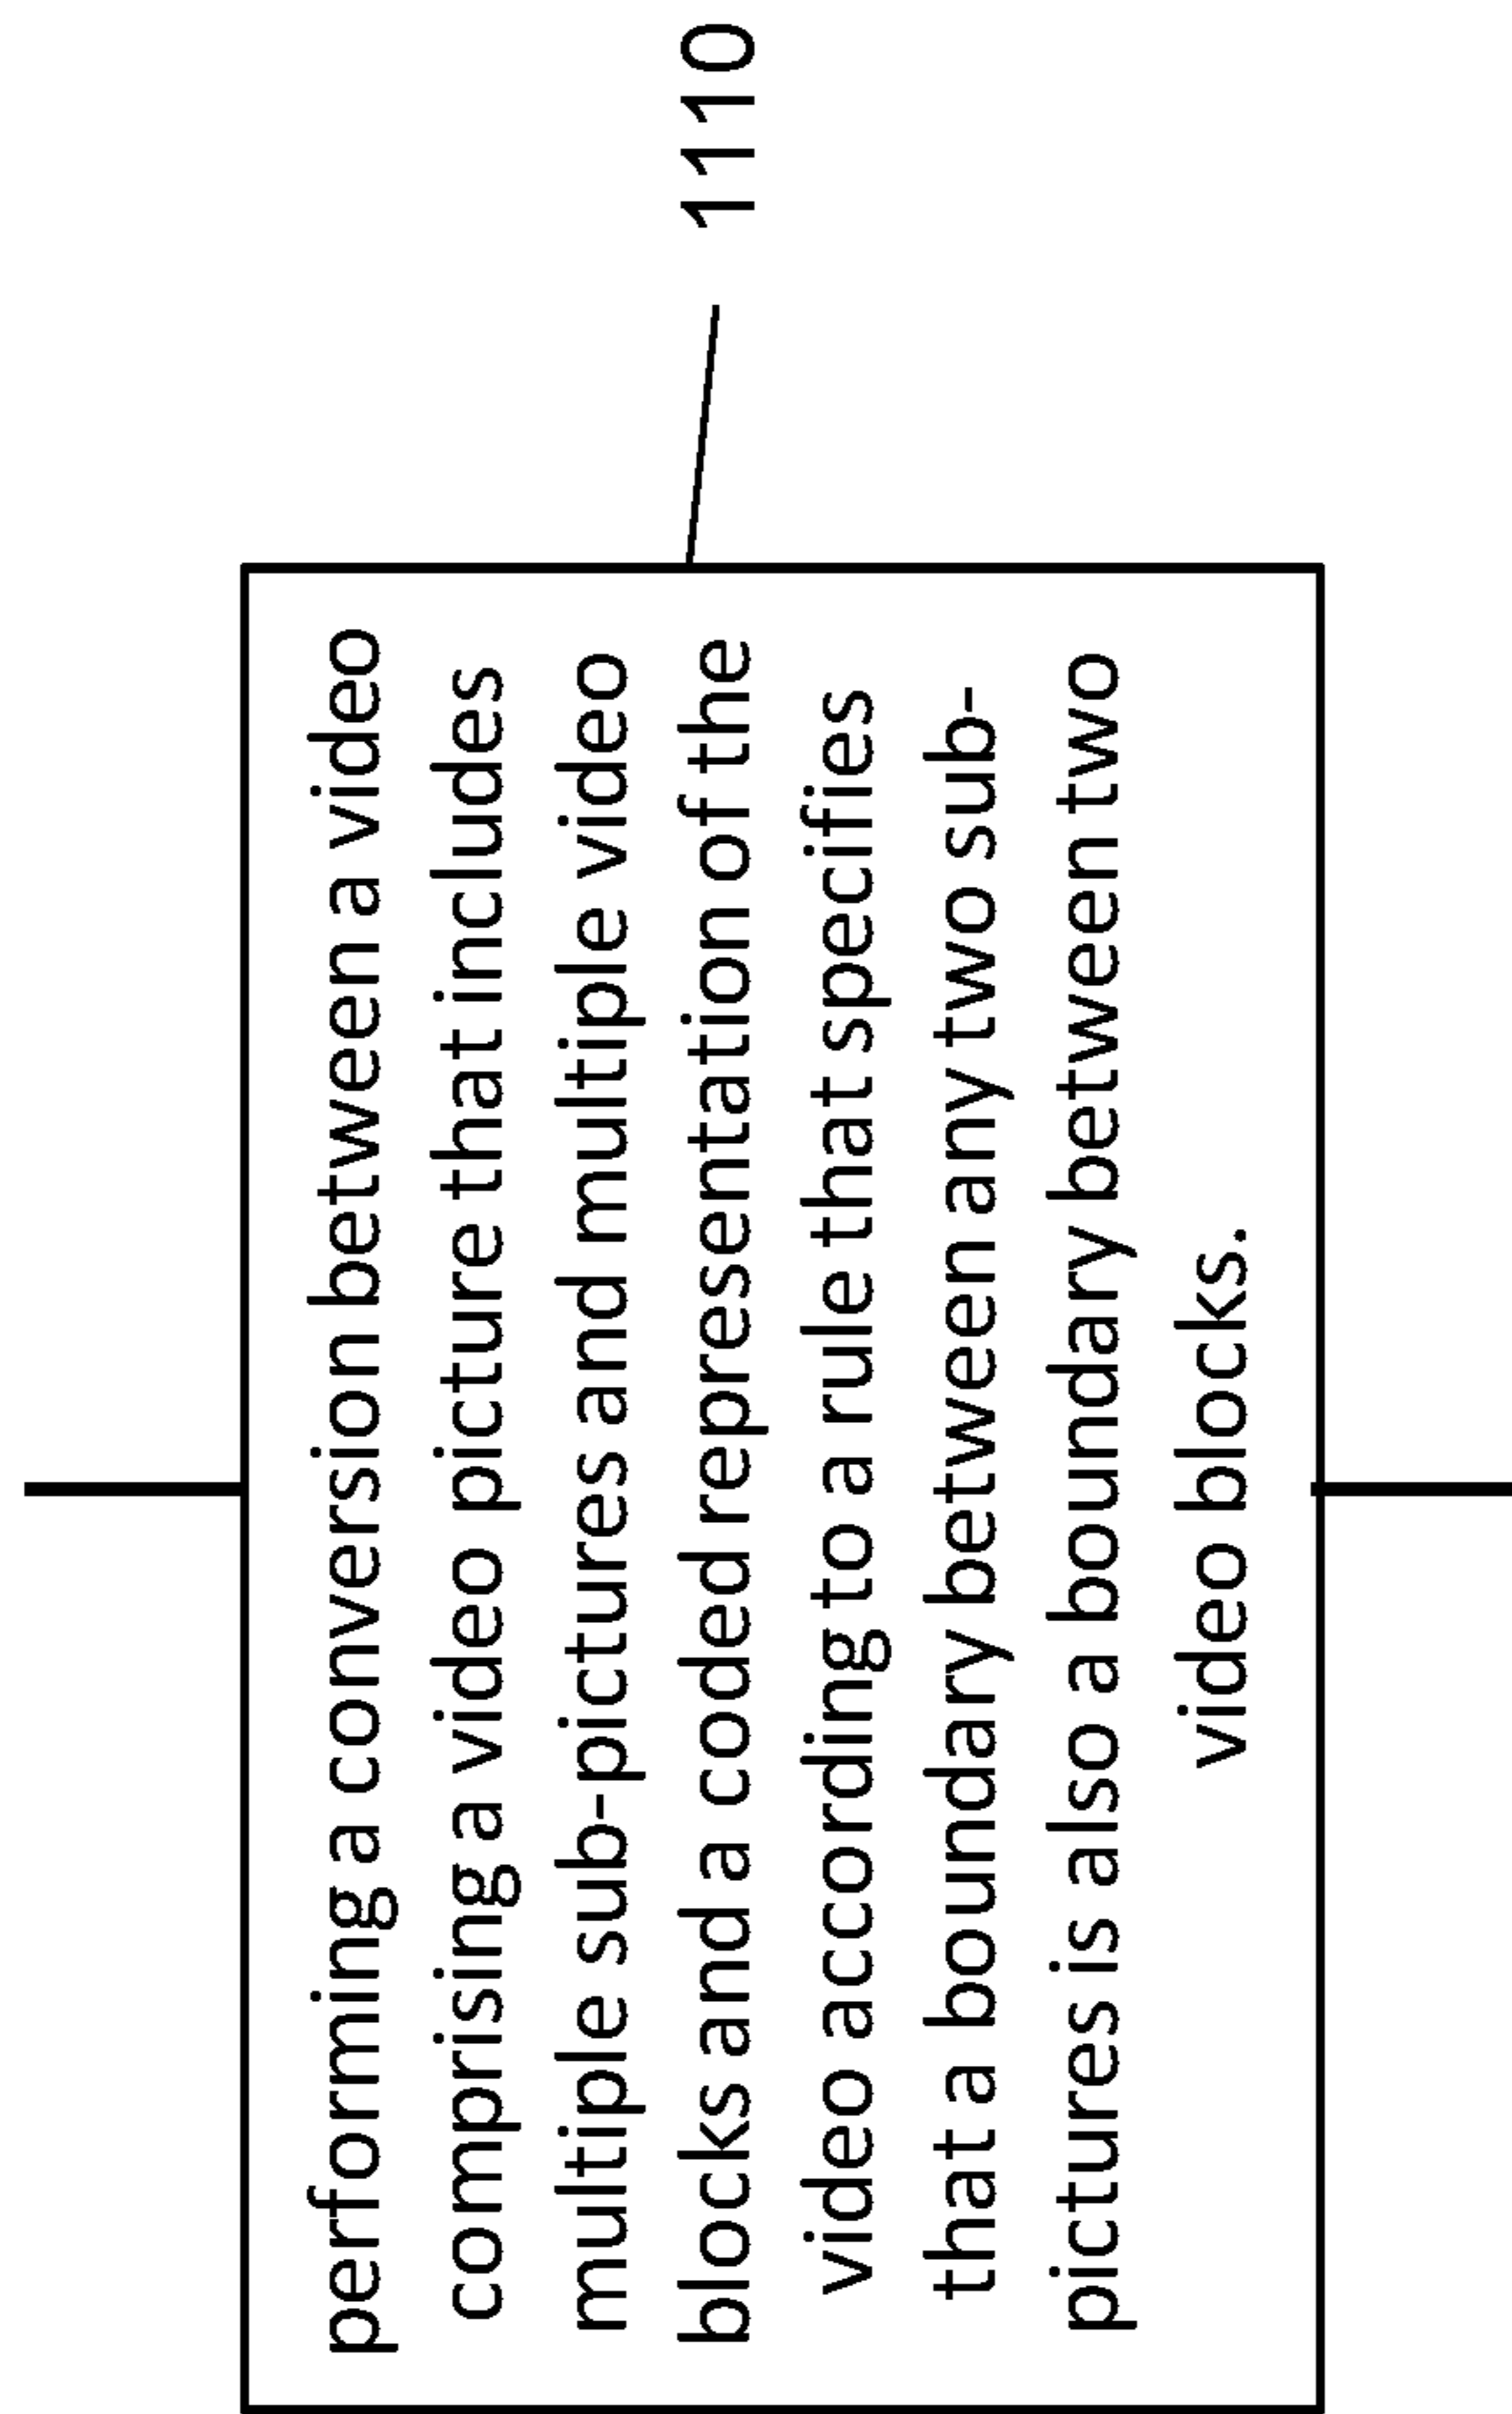 performing a conversion between a video
comprising a video picture that includes
multiple sub-pictures and multiple video
blocks and a coded representation of the
video according to a rule that specifies
that a boundary between any two sub-
pictures is also a boundary between two
video blocks.
1110